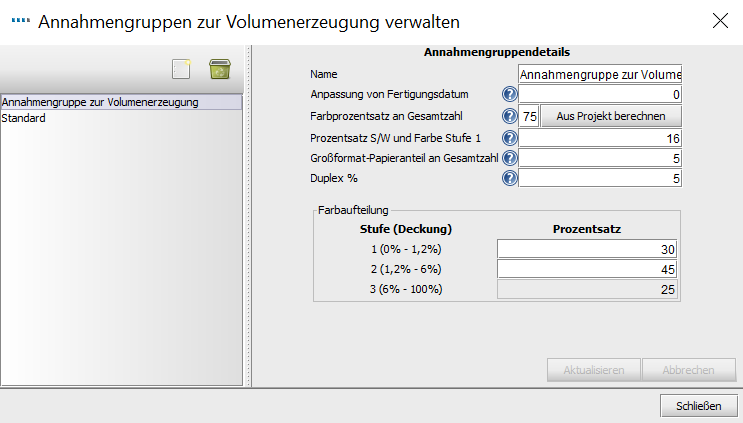 Annahmengruppen zur Volumenerzeugung verwalten
Annahmengruppe zur Volumenerzeugung
Standard
Annahmengruppendetails
Name Annahmengruppe zur Volume
Anpassung von Fertigungsdatum ? 0
Farbprozentsatz an Gesamtzahl ? 75 Aus Projekt berechnen
Prozentsatz S/W und Farbe Stufe 1 ? 16
Großformat-Papieranteil an Gesamtzahl ? 5
Duplex % ? 5
Farbaufteilung
Stufe (Deckung) Prozentsatz
1 (0% - 1,2%) 30
2 (1,2% - 6%) 45
3 (6% - 100%) 25
Aktualisieren Abbrechen
Schließen